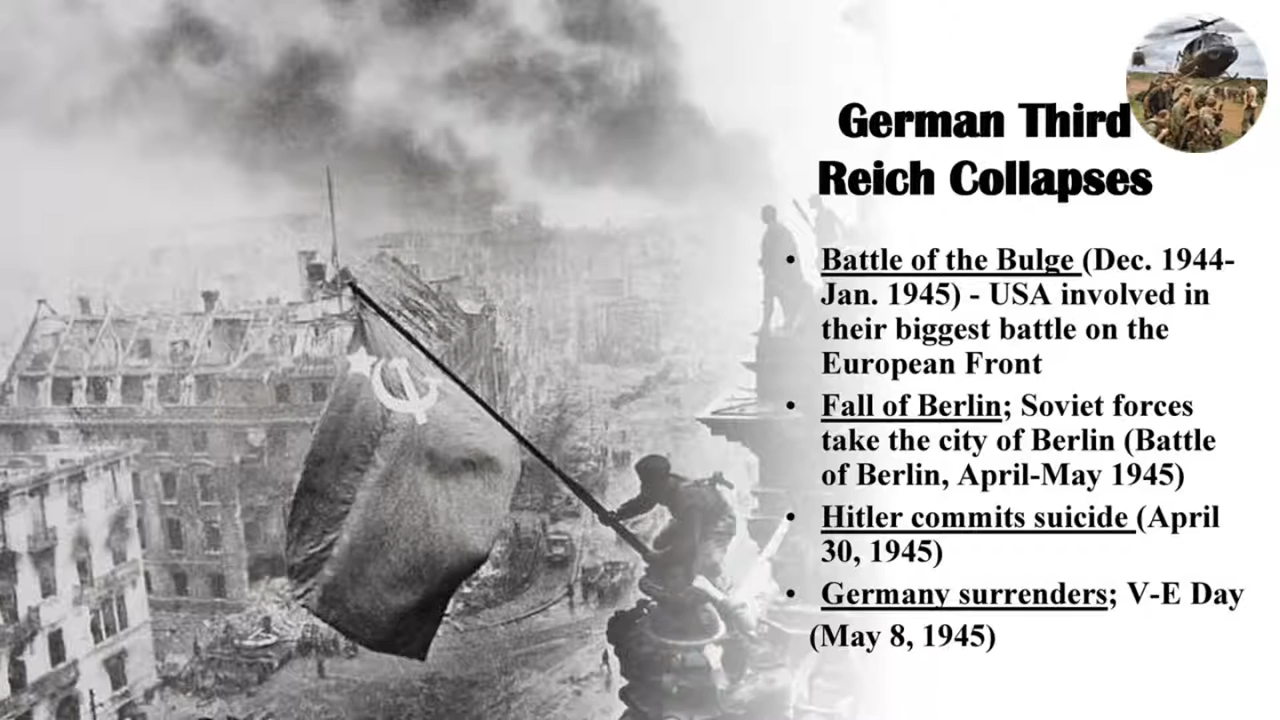 German Third
Reich Collapses
• Battle of the Bulge (Dec. 1944-
Jan. 1945) - USA involved in
their biggest battle on the
European Front
• Fall of Berlin; Soviet forces
take the city of Berlin (Battle
of Berlin, April-May 1945)
• Hitler commits suicide (April
30, 1945)
• Germany surrenders; V-E Day
(May 8, 1945)